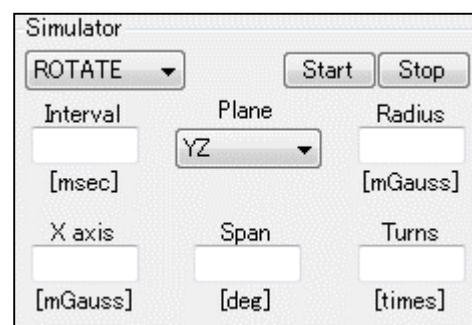 Simulator
ROTATE Start Stop
Interval Plane Radius
YZ
[msec] [mGauss]
X axis Span Turns
[mGauss] [deg] [times]